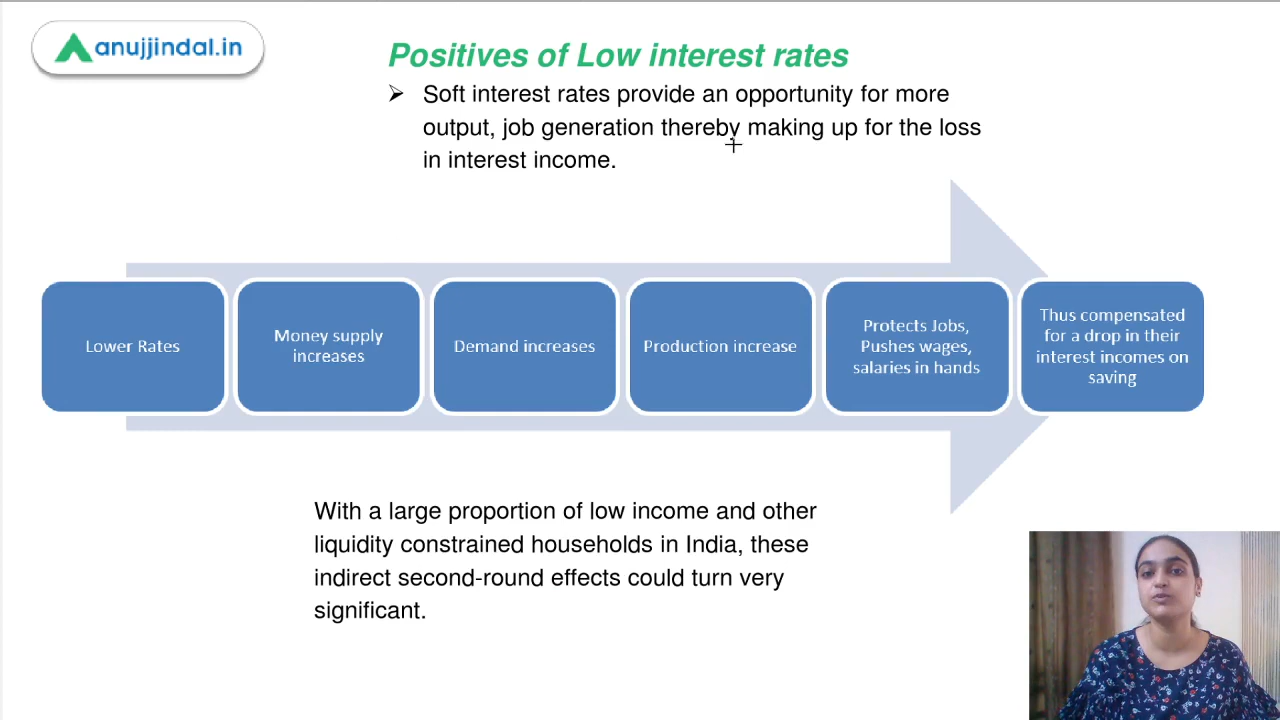 anujjindal.in
Positives of Low interest rates
Soft interest rates provide an opportunity for more
output, job generation thereby making up for the loss
in interest income.
Lower Rates
Money supply
increases
Demand increases
Production increase
Protects Jobs,
Pushes wages,
salaries in hands
Thus compensated
for a drop in their
interest incomes on
saving
With a large proportion of low income and other
liquidity constrained households in India, these
indirect second-round effects could turn very
significant.